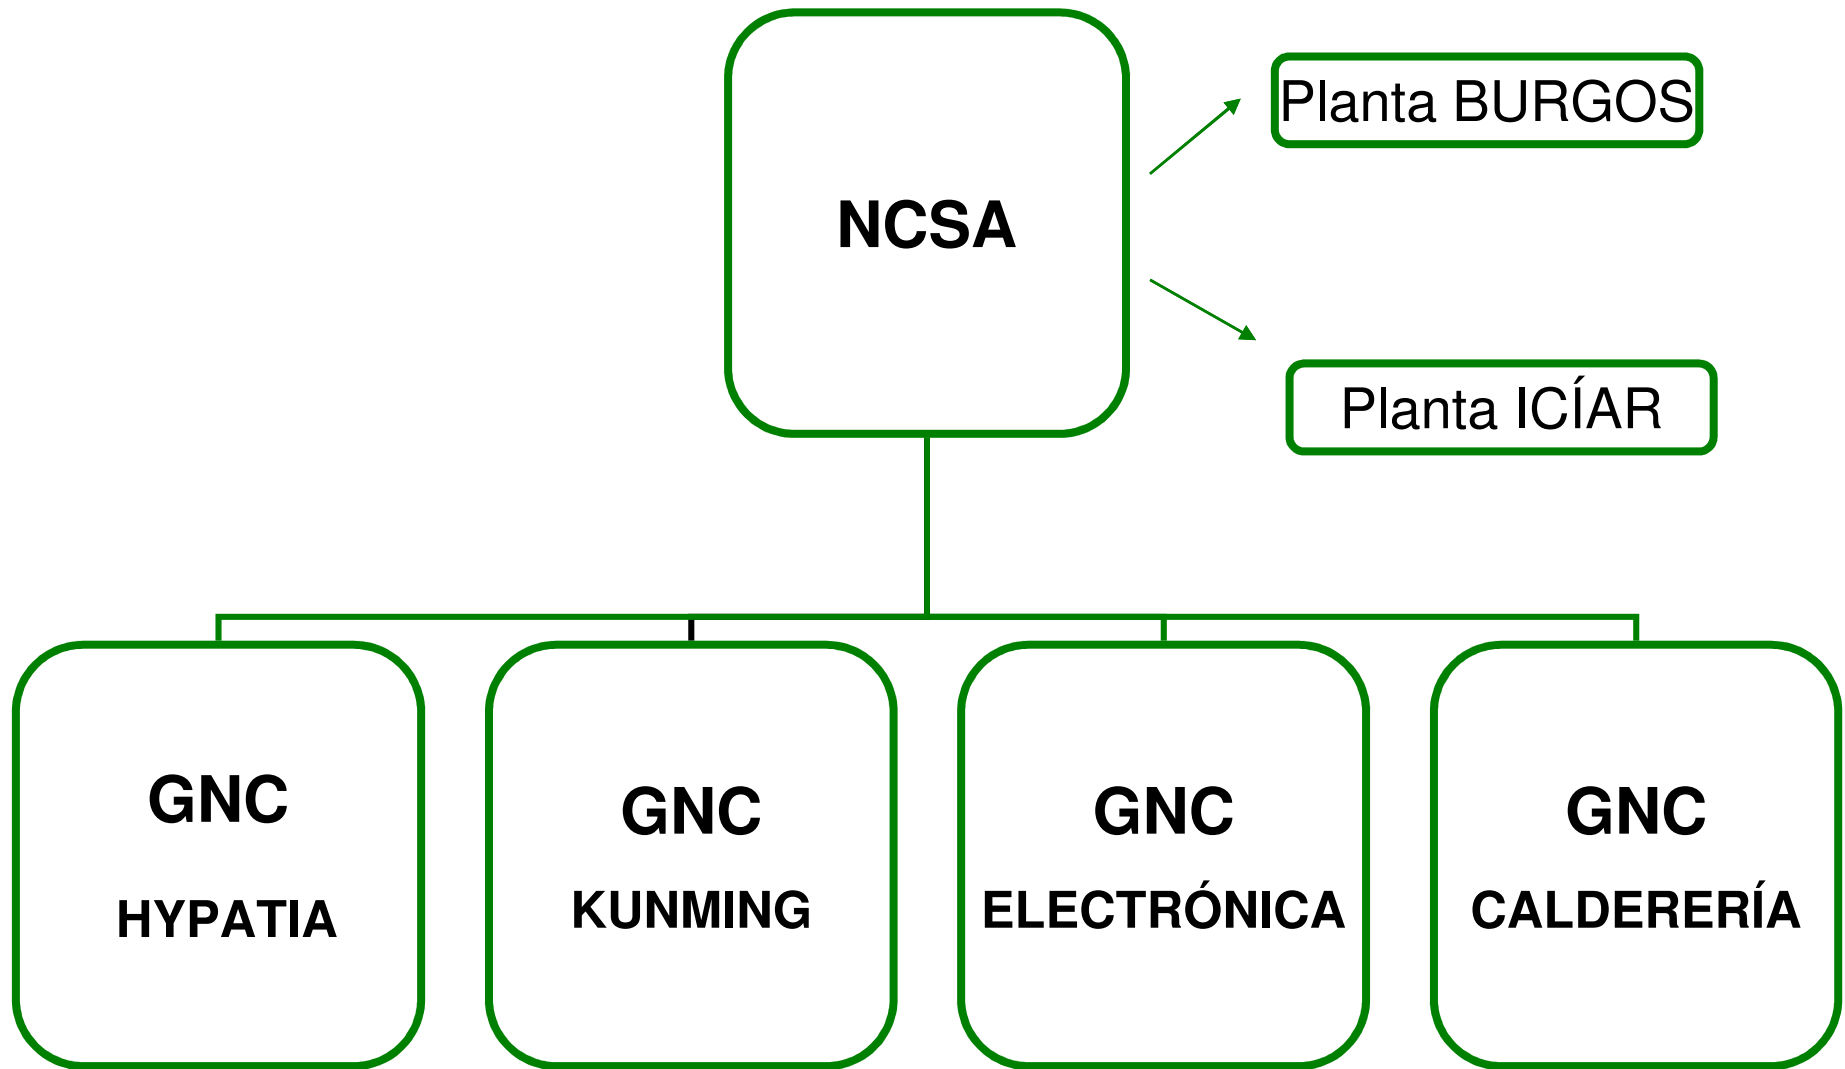 NCSA
Planta BURGOS
Planta ICÍAR
GNC
HYPATIA
GNC
KUNMING
GNC
ELECTRÓNICA
GNC
CALDERERÍA